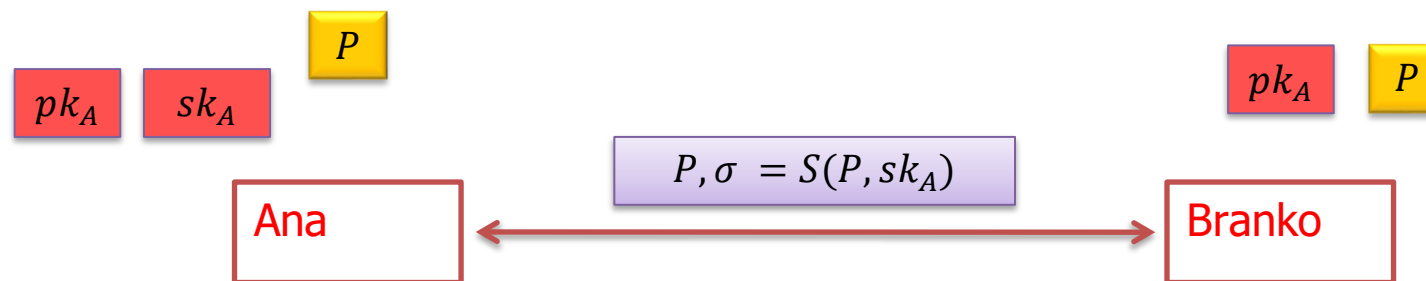 P
pk_A sk_A
pk_A P
P, σ = S(P, sk_A)
Ana
Branko